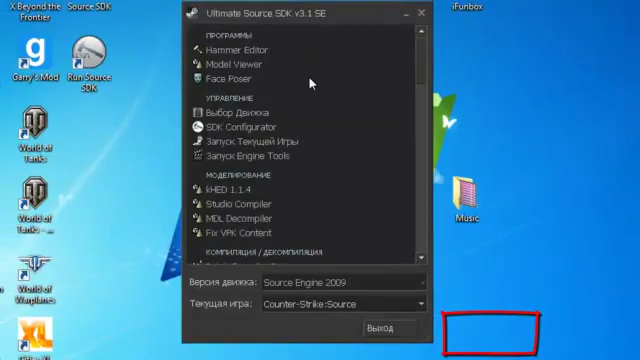 X Beyond the
Frontier
Source SDK
Garry's Mod
Run Source
SDK
World of
Tanks
World of
Tanks - ...
World of
Warplanes
Ultimate Source SDK v3.1 SE
ПРОГРАММЫ
Hammer Editor
Model Viewer
Face Poser
УПРАВЛЕНИЕ
Выбор Движка
SDK Configurator
Запуск Текущей Игры
Запуск Engine Tools
МОДЕЛИРОВАНИЕ
kHED 1.1.4
Studio Compiler
MDL Decompiler
Fix VPK Content
КОМПИЛЯЦИЯ / ДЕКОМПИЛЯЦИЯ
Версия движка: Source Engine 2009
Текущая игра: Counter-Strike:Source
Выход
iFunbox
Music